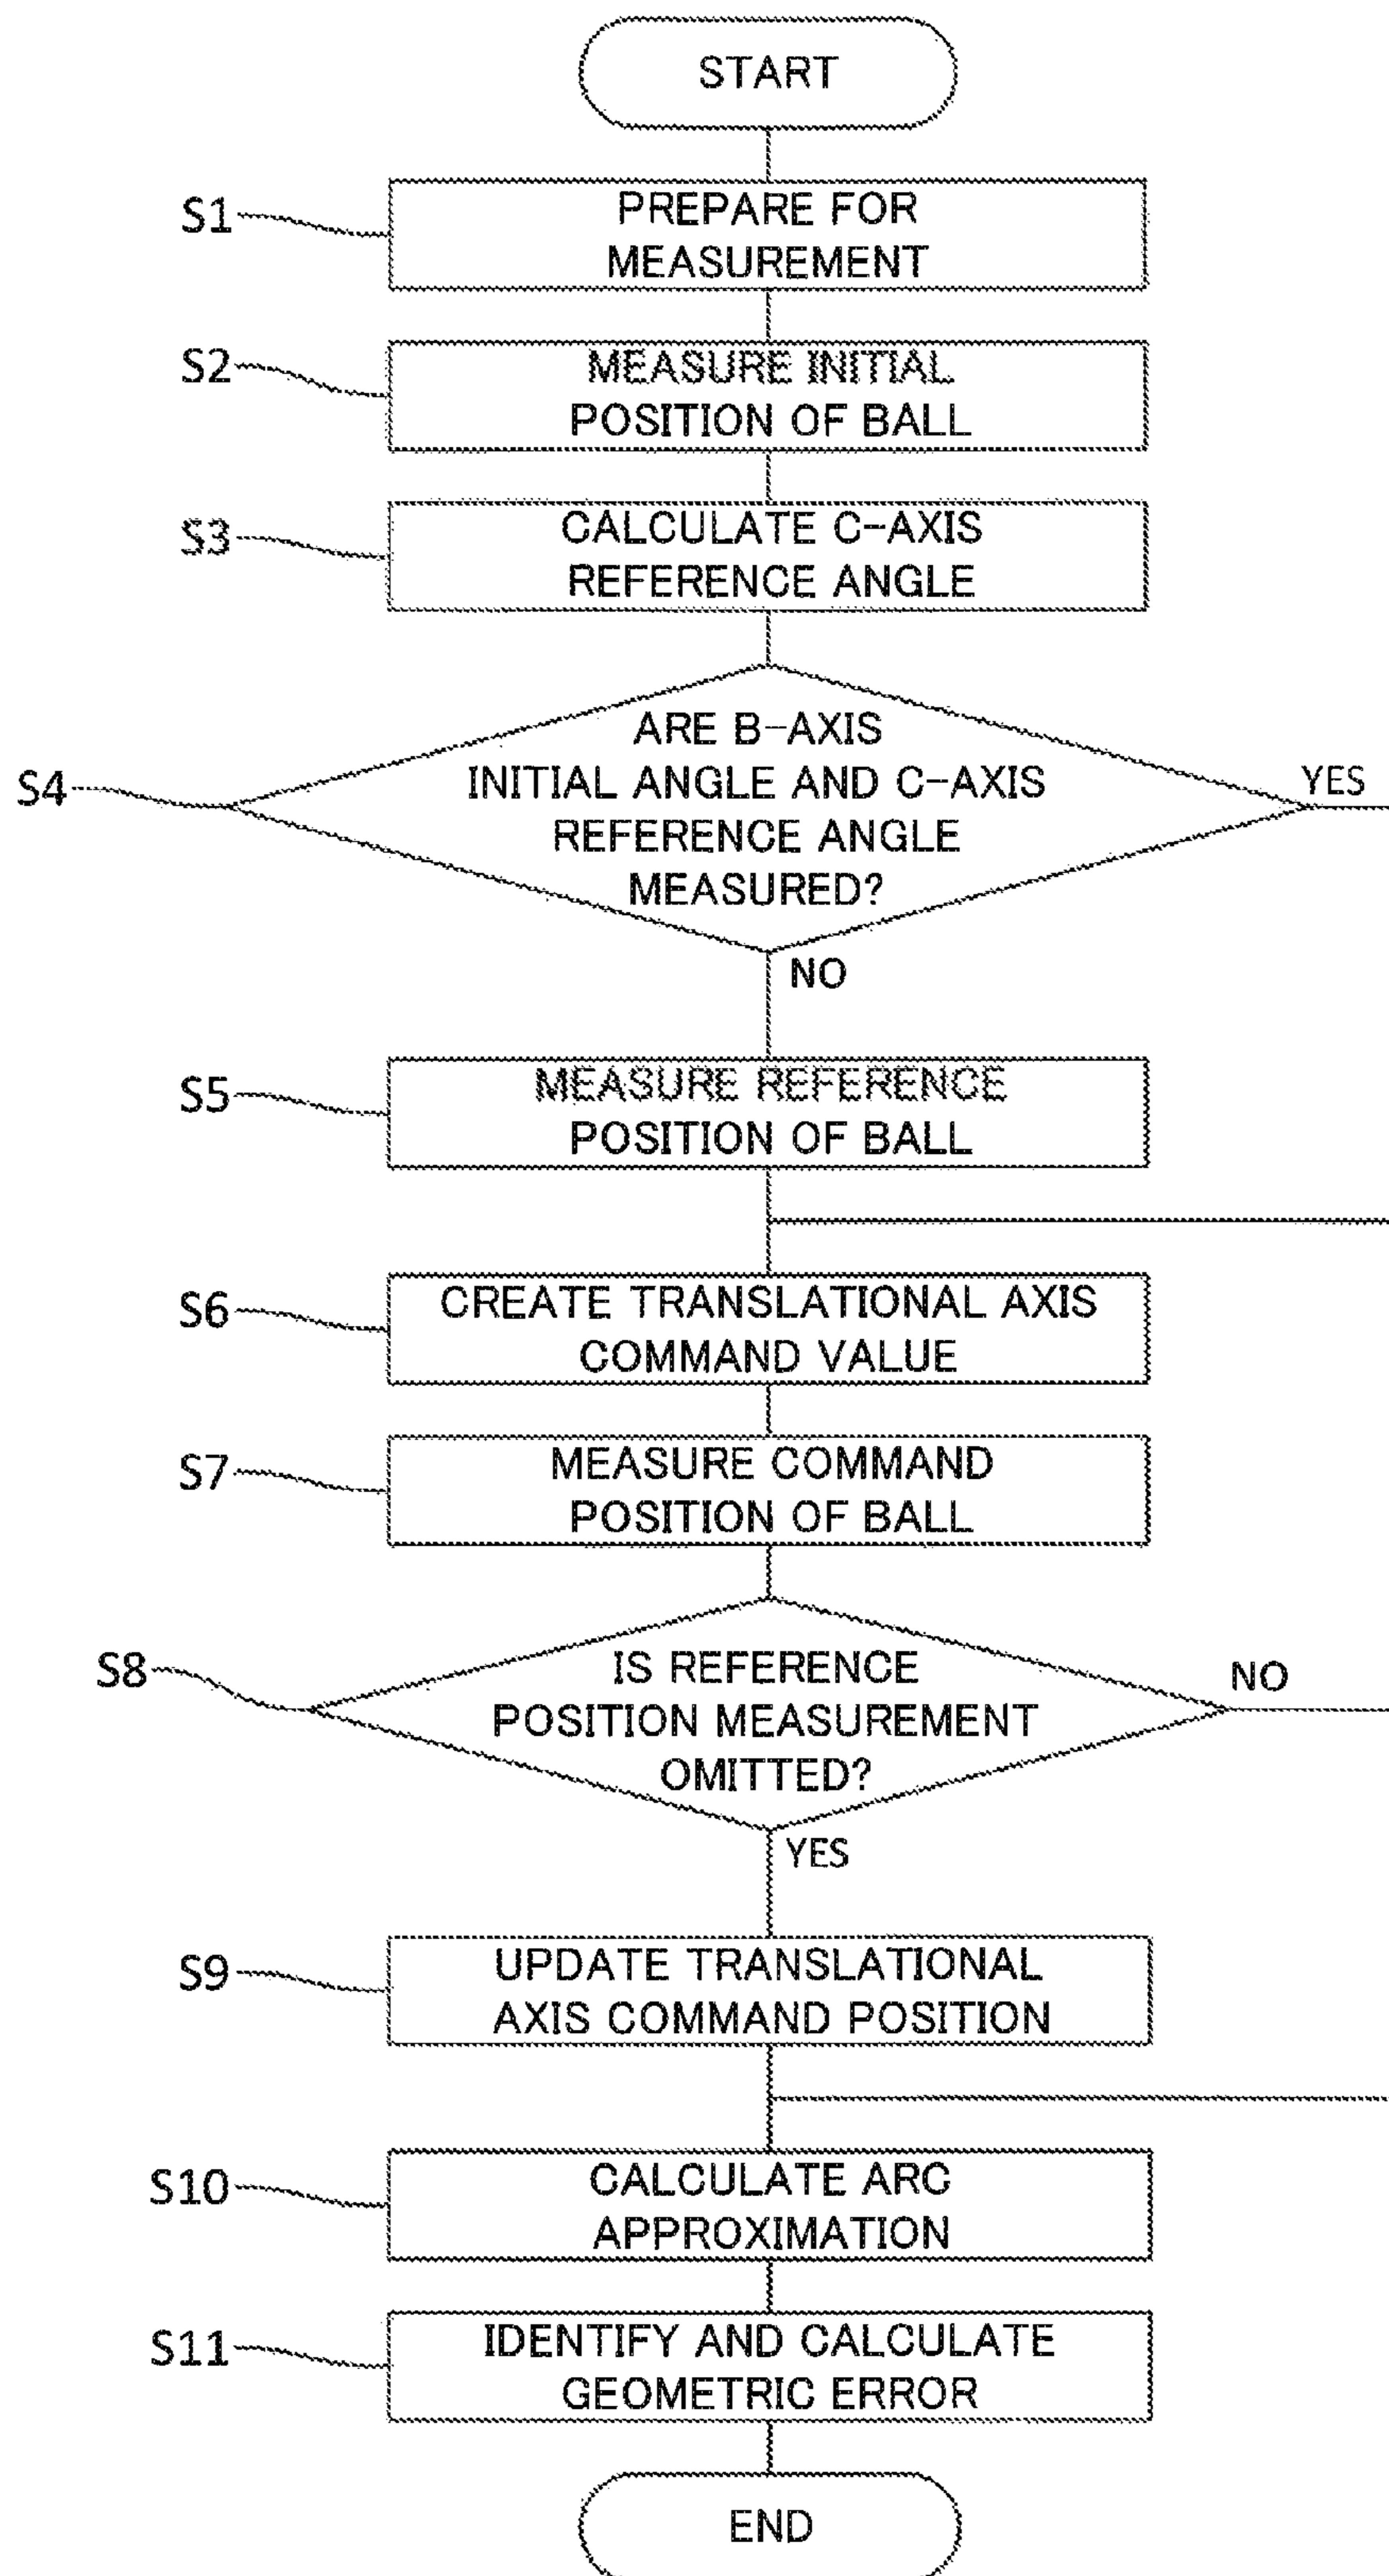 START
S1
PREPARE FOR
MEASUREMENT
S2
MEASURE INITIAL
POSITION OF BALL
S3
CALCULATE C-AXIS
REFERENCE ANGLE
S4
ARE B-AXIS
INITIAL ANGLE AND C-AXIS
REFERENCE ANGLE
MEASURED?
YES
NO
S5
MEASURE REFERENCE
POSITION OF BALL
S6
CREATE TRANSLATIONAL AXIS
COMMAND VALUE
S7
MEASURE COMMAND
POSITION OF BALL
S8
IS REFERENCE
POSITION MEASUREMENT
OMITTED?
NO
YES
S9
UPDATE TRANSLATIONAL
AXIS COMMAND POSITION
S10
CALCULATE ARC
APPROXIMATION
S11
IDENTIFY AND CALCULATE
GEOMETRIC ERROR
END